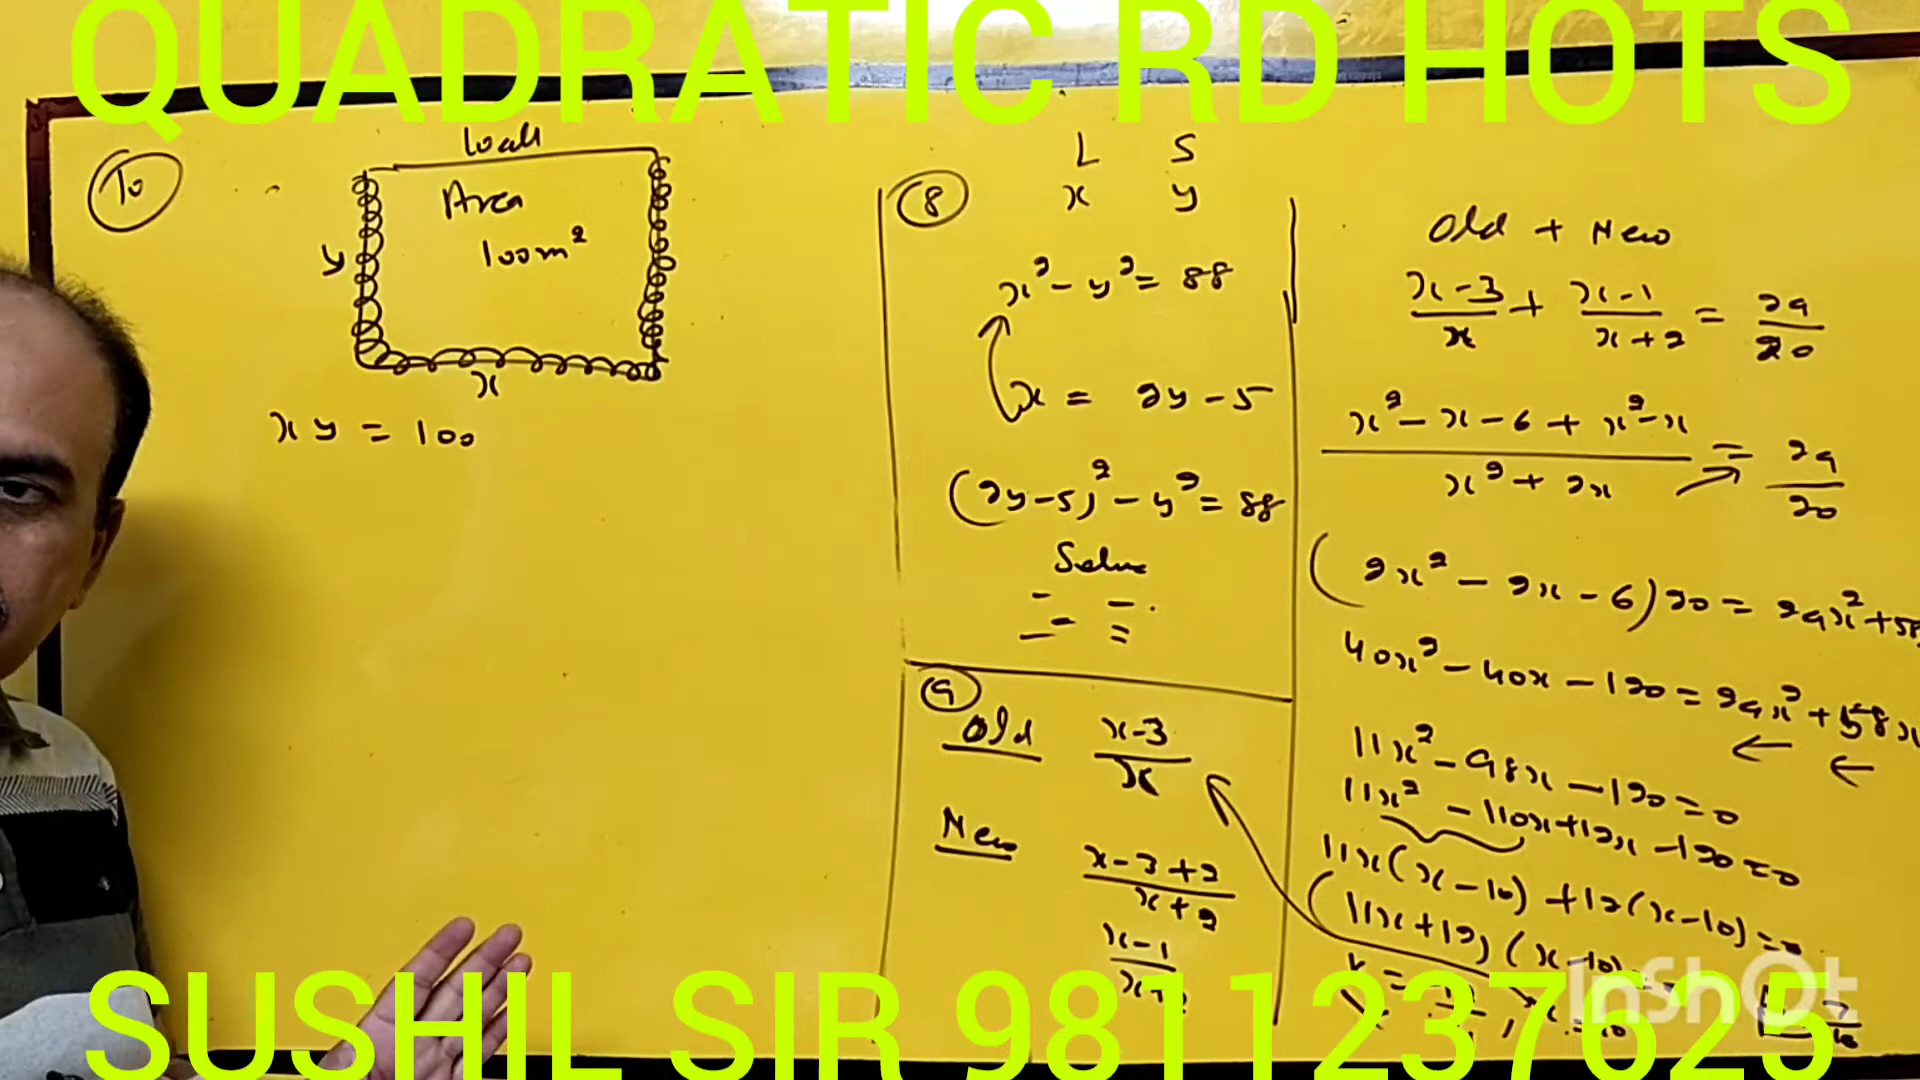 QUADRATIC RD HOTS
10
wall
Area
100m²
y
x
xy = 100
8
L S
x y
x² - y² = 88
x = 2y - 5
(2y-5)² - y² = 88
Solve
9
Old x-3/x
New x-3+2/x+2
x-1/x+2
Old + New
x-3/x + x-1/x+2 = 29/20
x² - x - 6 + x² - x/x² + 2x = 29/20
(2x² - 2x - 6)20 = 29x² + 58
40x² - 40x - 120 = 29x² + 58x
11x² - 98x - 120 = 0
11x² - 110x + 12x - 120 = 0
11x(x-10) + 12(x-10) = 0
(11x+12)(x-10)
InShOt
SUSHIL SIR 9811237625